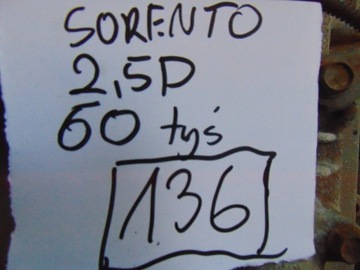 SORENTO
2,5D
60 tyś
136